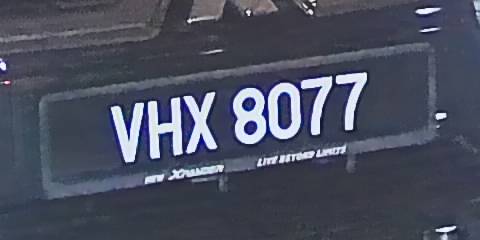 VHX 8077
NEW XPANDER LIVE BEYOND LIMITS